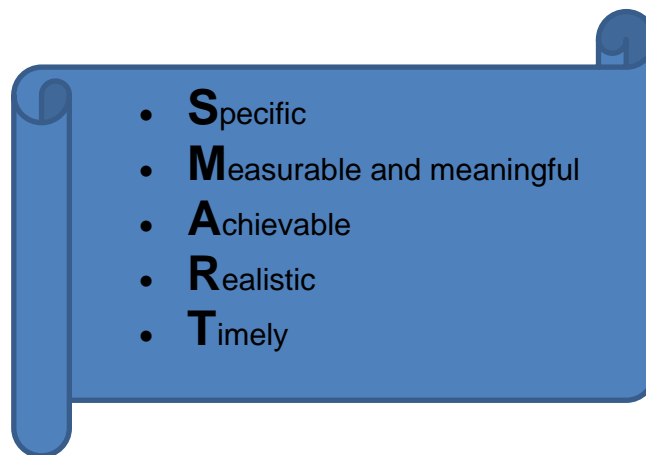 • Specific
• Measurable and meaningful
• Achievable
• Realistic
• Timely